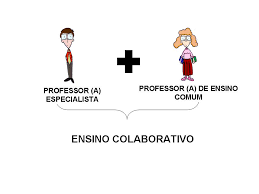 PROFESSOR (A)
ESPECIALISTA
PROFESSOR (A) DE ENSINO
COMUM
ENSINO COLABORATIVO